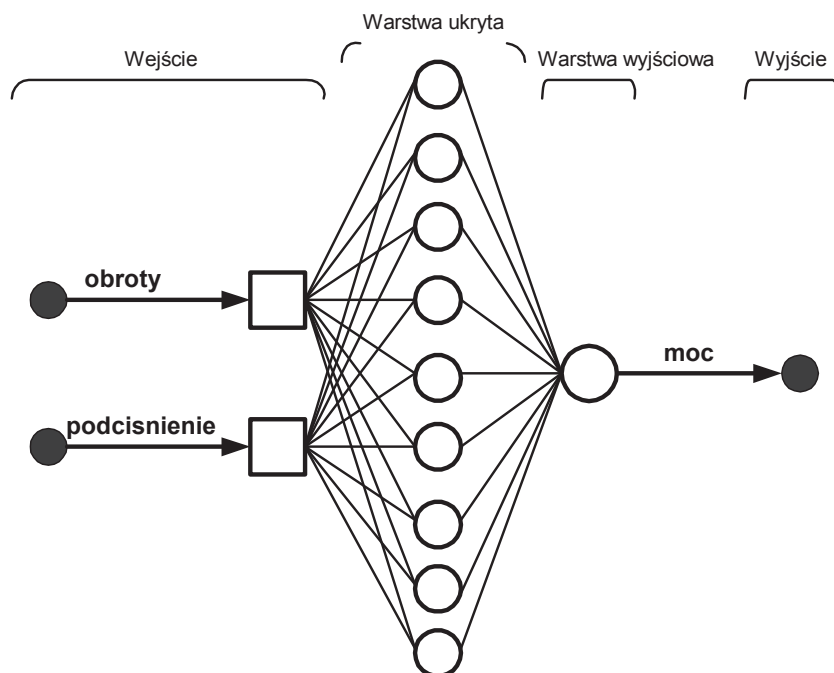 Warstwa ukryta
Wejście
Warstwa wyjściowa
Wyjście
obroty
moc
podcisnienie